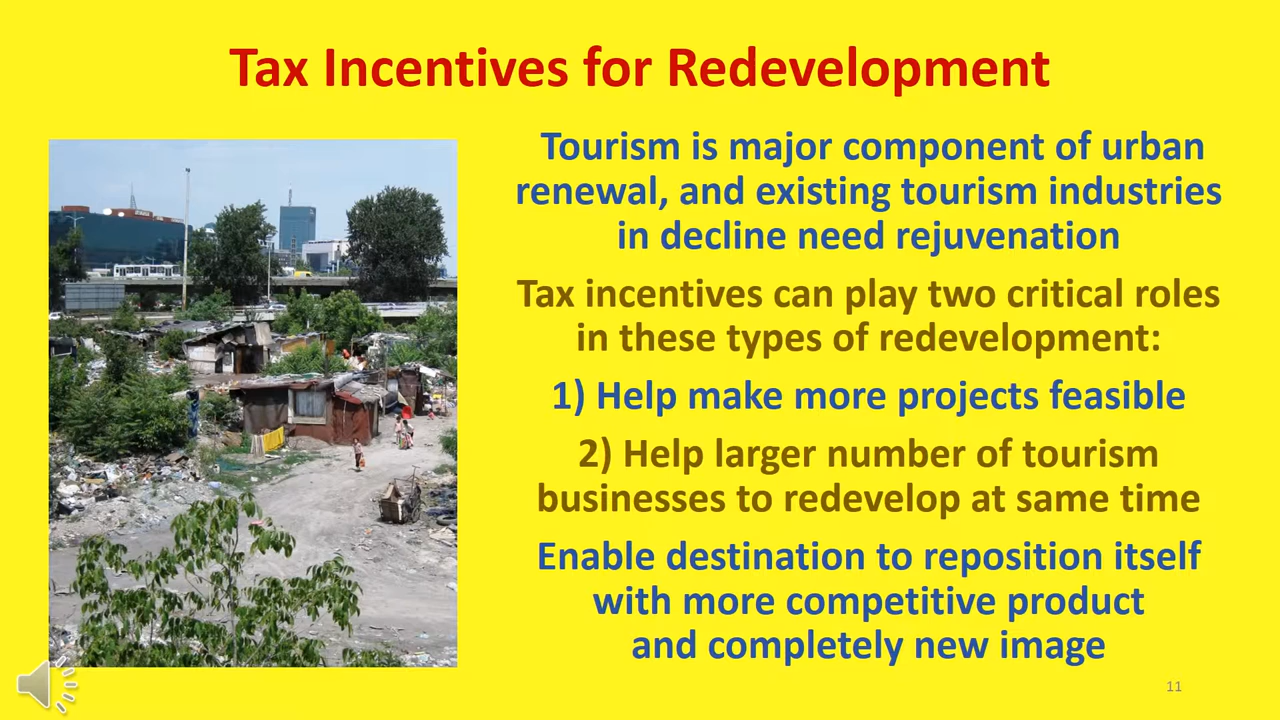 Tax Incentives for Redevelopment
Tourism is major component of urban
renewal, and existing tourism industries
in decline need rejuvenation
Tax incentives can play two critical roles
in these types of redevelopment:
1) Help make more projects feasible
2) Help larger number of tourism
businesses to redevelop at same time
Enable destination to reposition itself
with more competitive product
and completely new image
11